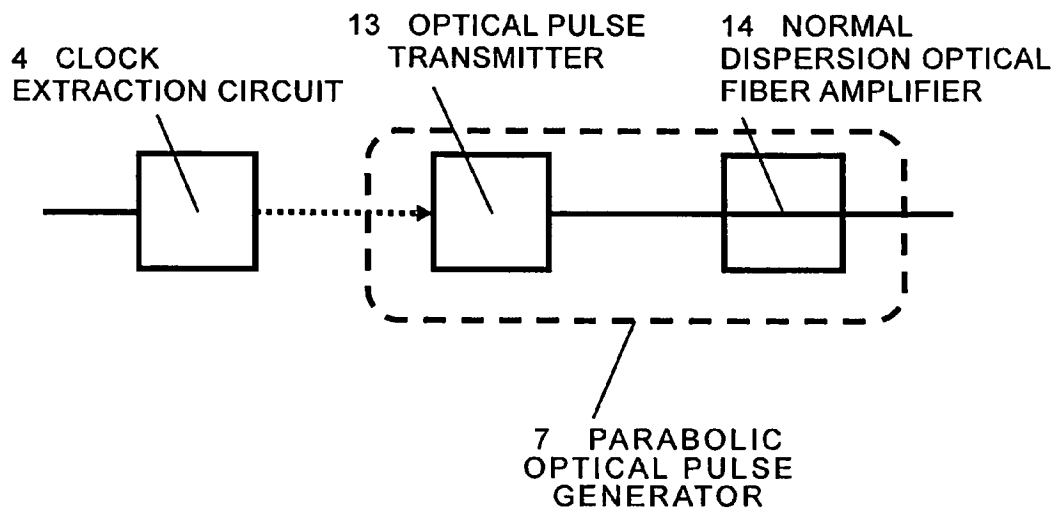 4 CLOCK
EXTRACTION CIRCUIT
13 OPTICAL PULSE
TRANSMITTER
14 NORMAL
DISPERSION OPTICAL
FIBER AMPLIFIER
7 PARABOLIC
OPTICAL PULSE
GENERATOR